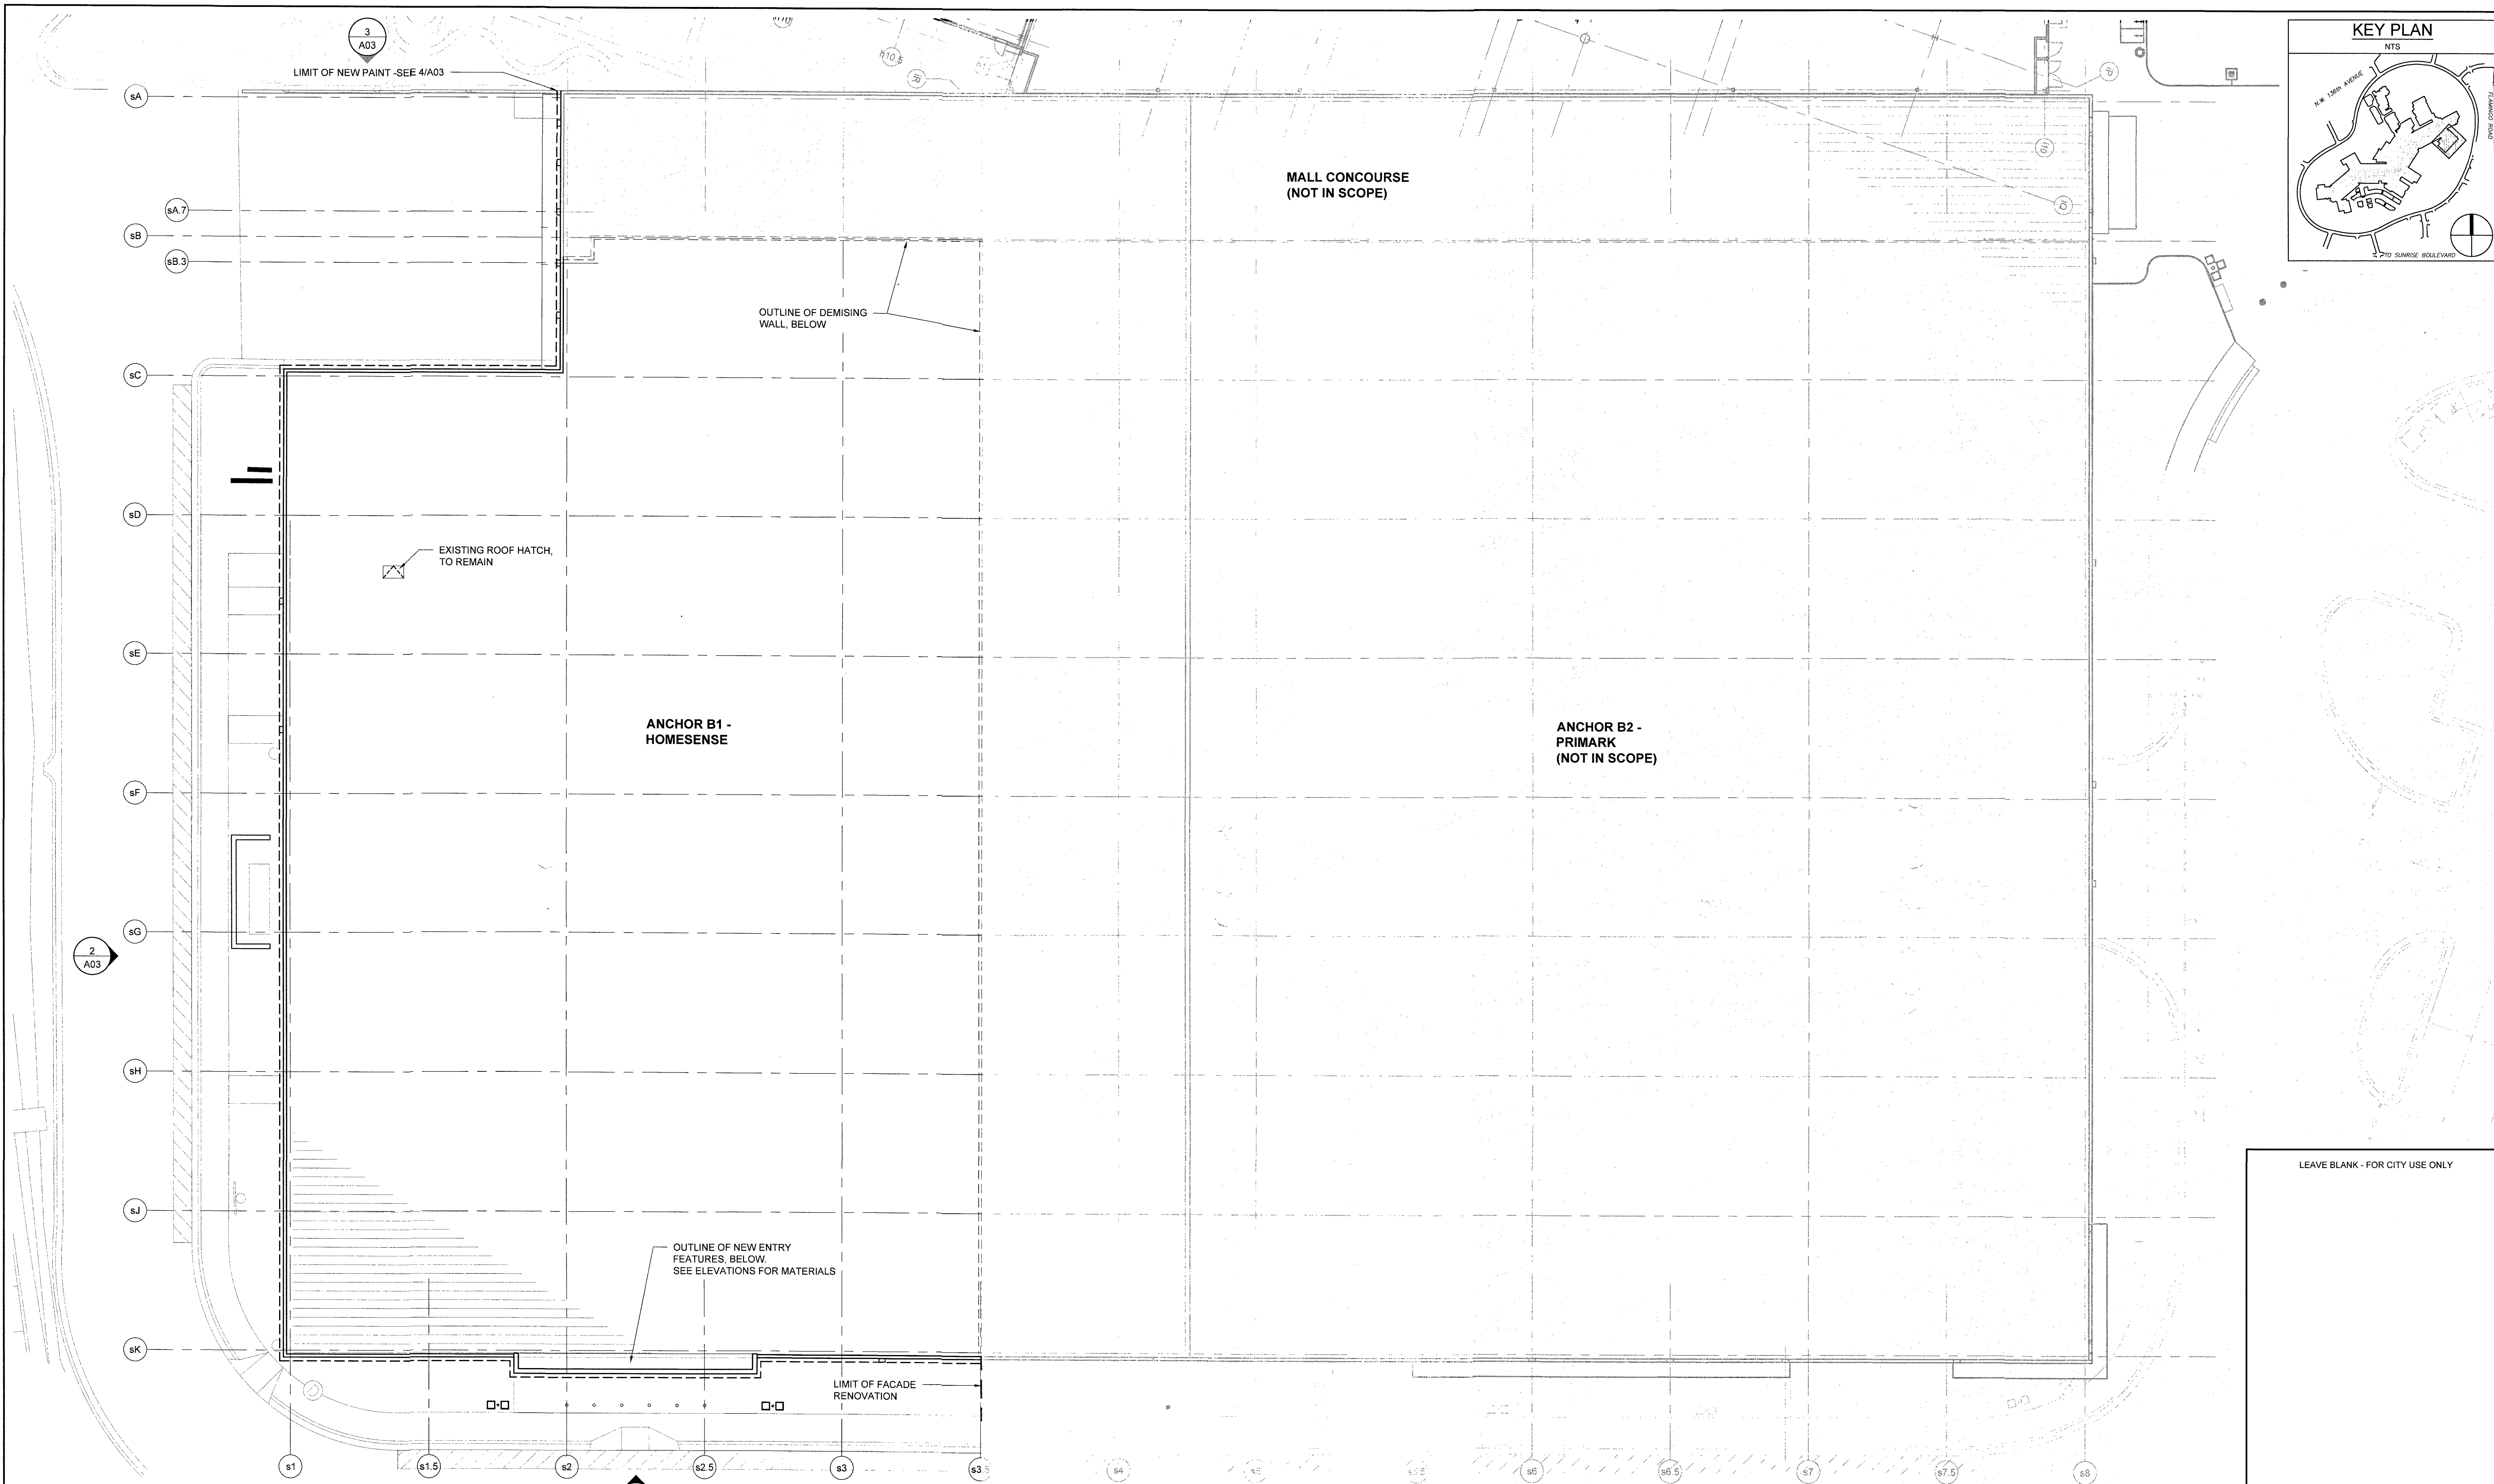 3
A03
LIMIT OF NEW PAINT -SEE 4/A03
h10.5
KEY PLAN
NTS
N.W. 136th AVENUE
FLAMINGO ROAD
TO SUNRISE BOULEVARD
sA
sA.7
sB
sB.3
sC
sD
sE
sF
sG
sH
sJ
sK
MALL CONCOURSE
(NOT IN SCOPE)
OUTLINE OF DEMISING
WALL, BELOW
EXISTING ROOF HATCH,
TO REMAIN
ANCHOR B1 -
HOMESENSE
ANCHOR B2 -
PRIMARK
(NOT IN SCOPE)
2
A03
LEAVE BLANK - FOR CITY USE ONLY
OUTLINE OF NEW ENTRY
FEATURES, BELOW.
SEE ELEVATIONS FOR MATERIALS
LIMIT OF FACADE
RENOVATION
s1
s1.5
s2
s2.5
s3
s3.5
s4
s6
s6.5
s7
s7.5
s8